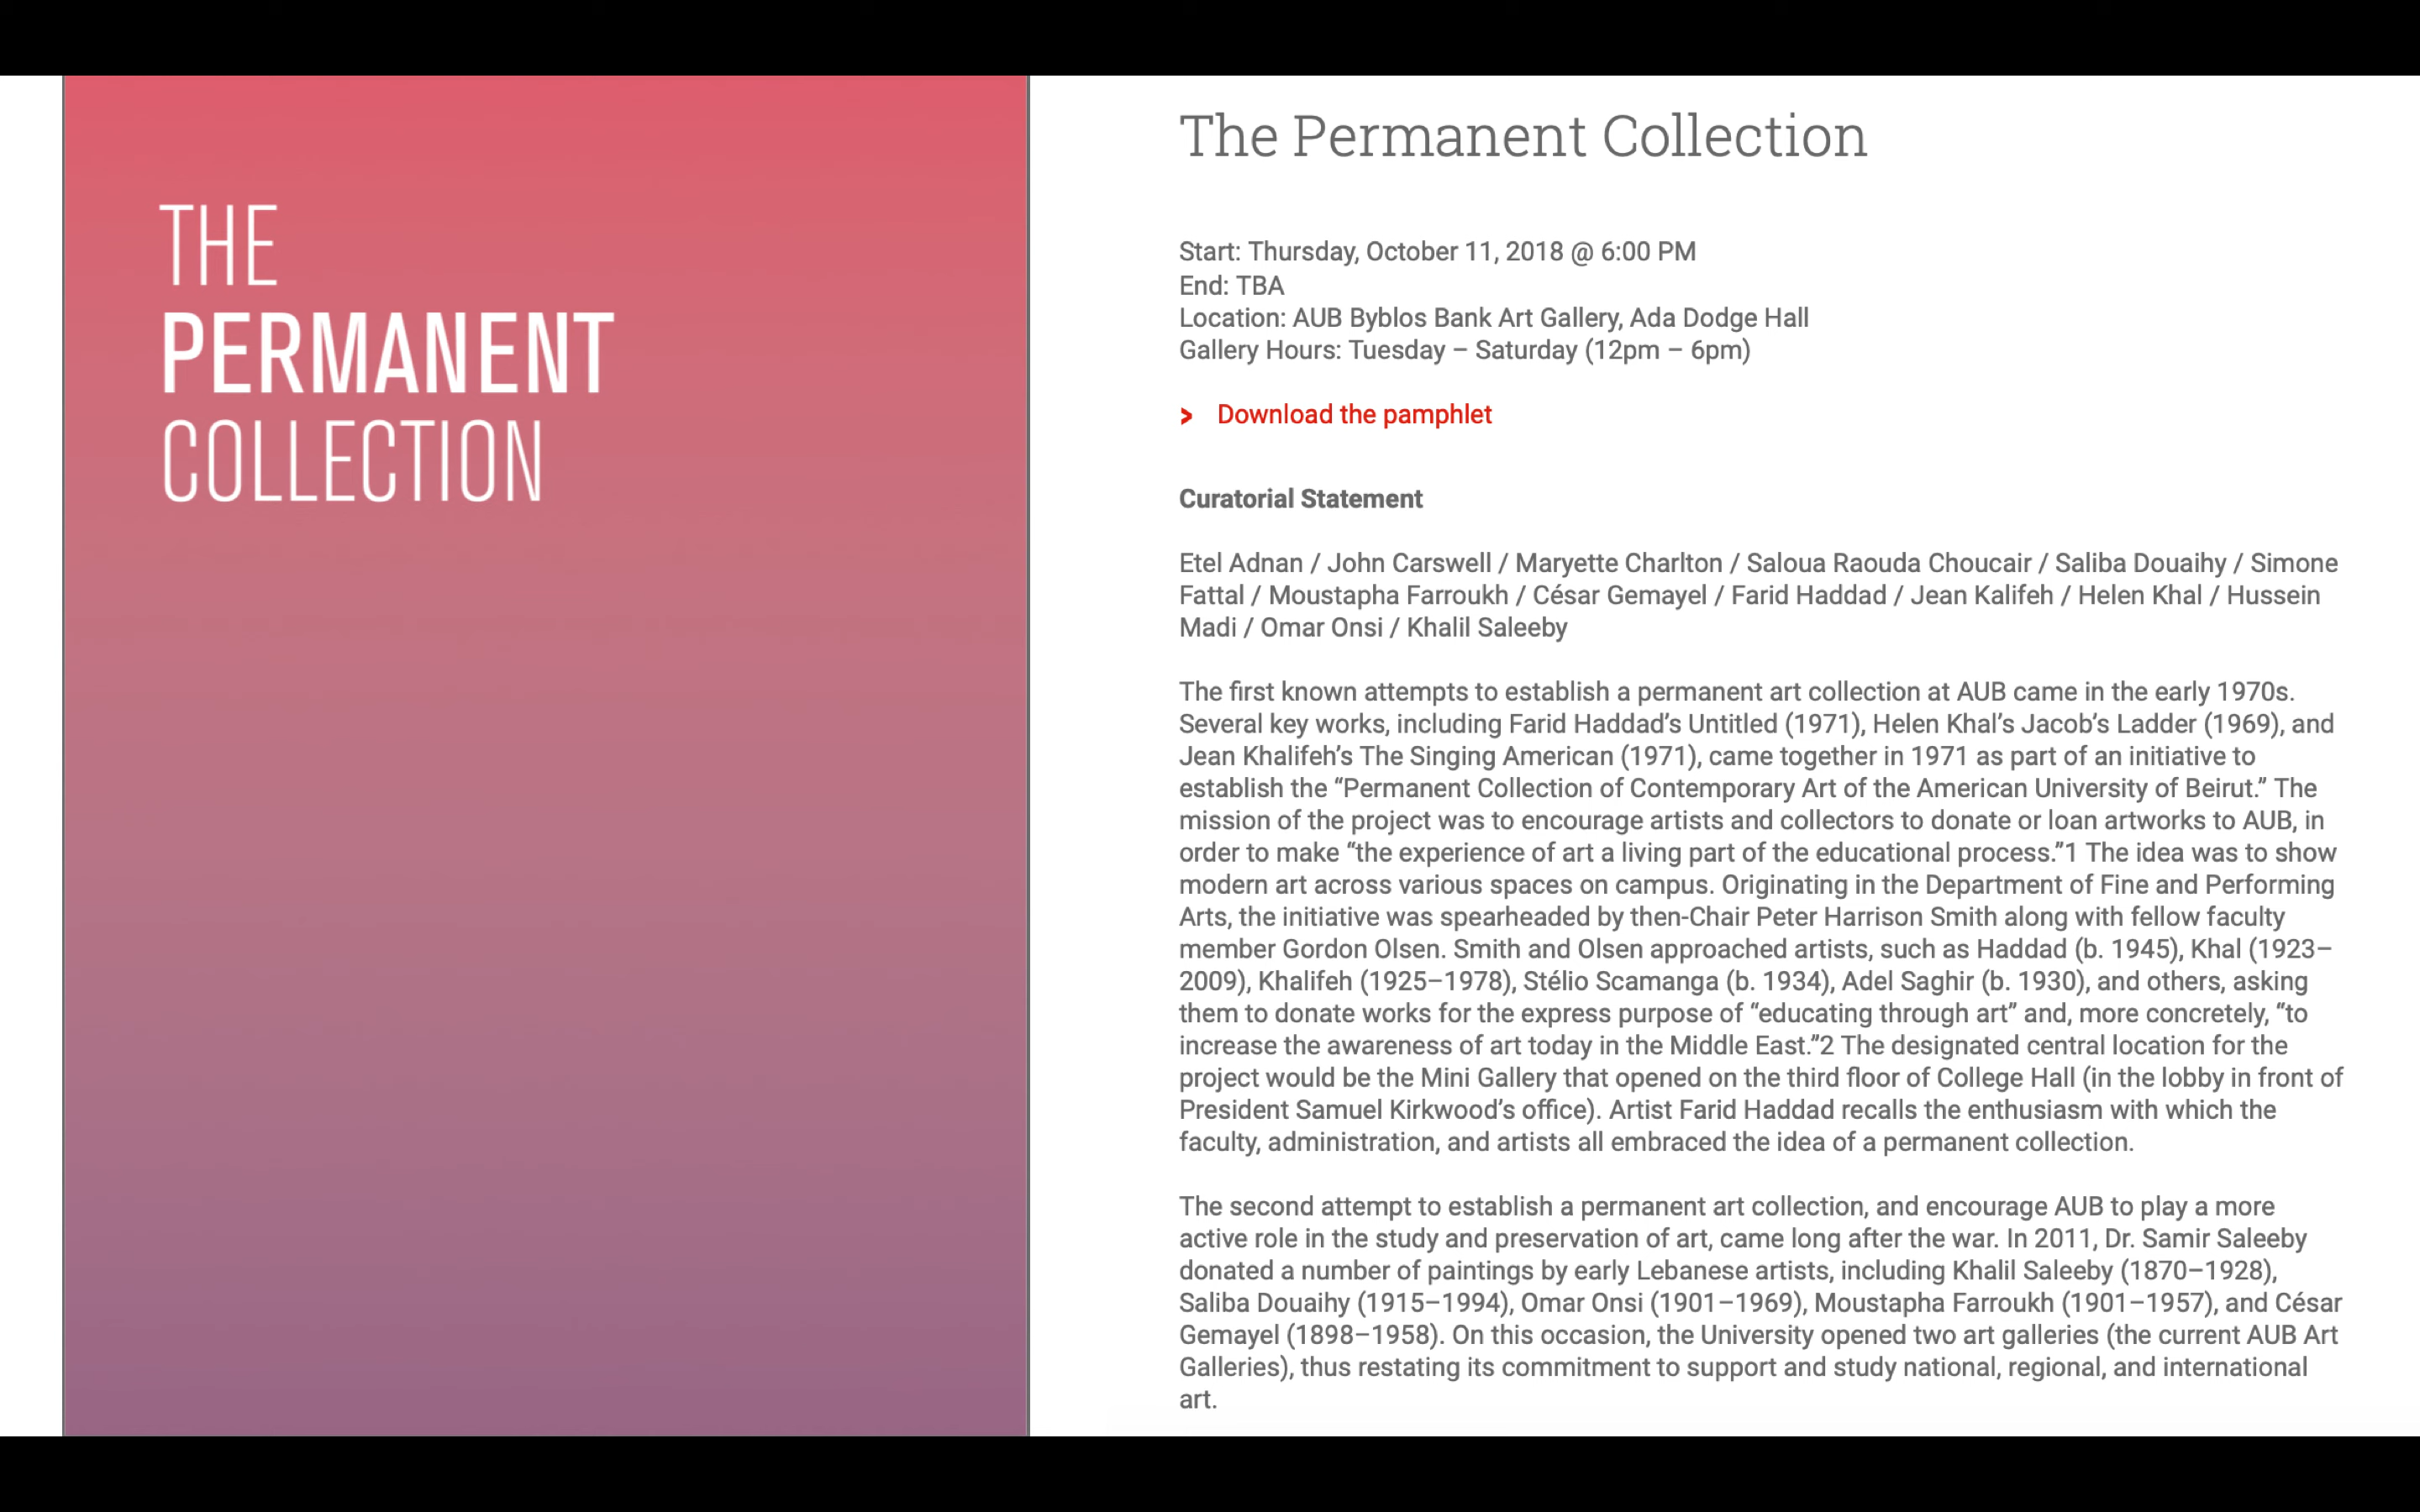 THE
PERMANENT
COLLECTION
The Permanent Collection
Start: Thursday, October 11, 2018 @ 6:00 PM
End: TBA
Location: AUB Byblos Bank Art Gallery, Ada Dodge Hall
Gallery Hours: Tuesday – Saturday (12pm – 6pm)
> Download the pamphlet
Curatorial Statement
Etel Adnan / John Carswell / Maryette Charlton / Saloua Raouda Choucair / Saliba Douaihy / Simone
Fattal / Moustapha Farroukh / César Gemayel / Farid Haddad / Jean Kalifeh / Helen Khal / Hussein
Madi / Omar Onsi / Khalil Saleeby
The first known attempts to establish a permanent art collection at AUB came in the early 1970s.
Several key works, including Farid Haddad’s Untitled (1971), Helen Khal’s Jacob’s Ladder (1969), and
Jean Khalifeh’s The Singing American (1971), came together in 1971 as part of an initiative to
establish the “Permanent Collection of Contemporary Art of the American University of Beirut.” The
mission of the project was to encourage artists and collectors to donate or loan artworks to AUB, in
order to make “the experience of art a living part of the educational process.”1 The idea was to show
modern art across various spaces on campus. Originating in the Department of Fine and Performing
Arts, the initiative was spearheaded by then-Chair Peter Harrison Smith along with fellow faculty
member Gordon Olsen. Smith and Olsen approached artists, such as Haddad (b. 1945), Khal (1923–
2009), Khalifeh (1925–1978), Stélio Scamanga (b. 1934), Adel Saghir (b. 1930), and others, asking
them to donate works for the express purpose of “educating through art” and, more concretely, “to
increase the awareness of art today in the Middle East.”2 The designated central location for the
project would be the Mini Gallery that opened on the third floor of College Hall (in the lobby in front of
President Samuel Kirkwood’s office). Artist Farid Haddad recalls the enthusiasm with which the
faculty, administration, and artists all embraced the idea of a permanent collection.
The second attempt to establish a permanent art collection, and encourage AUB to play a more
active role in the study and preservation of art, came long after the war. In 2011, Dr. Samir Saleeby
donated a number of paintings by early Lebanese artists, including Khalil Saleeby (1870–1928),
Saliba Douaihy (1915–1994), Omar Onsi (1901–1969), Moustapha Farroukh (1901–1957), and César
Gemayel (1898–1958). On this occasion, the University opened two art galleries (the current AUB Art
Galleries), thus restating its commitment to support and study national, regional, and international
art.